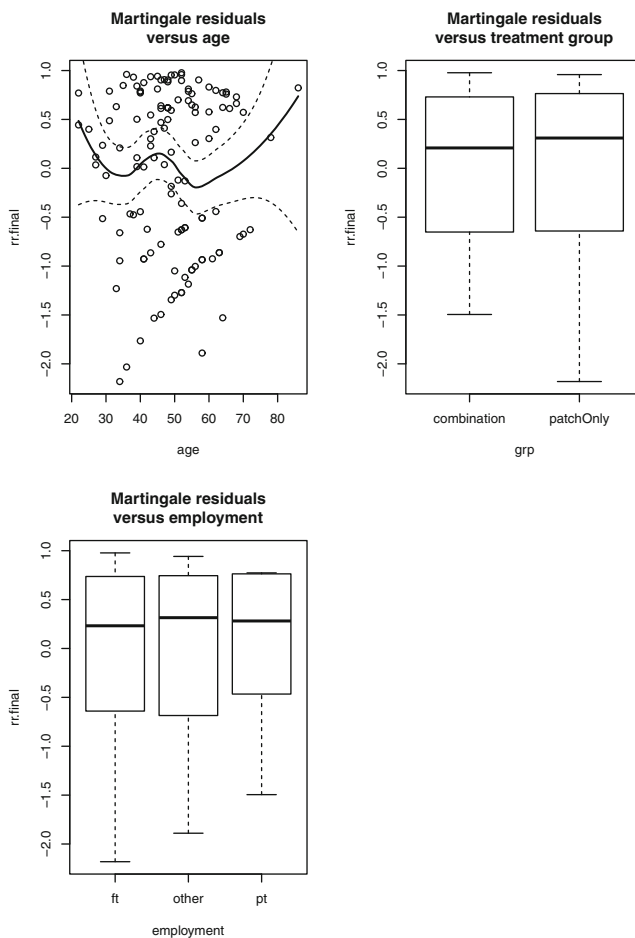 Martingale residuals
versus age
rr.final
1.0
0.5
0.0
−0.5
−1.0
−1.5
−2.0
20 30 40 50 60 70 80
age
Martingale residuals
versus treatment group
rr.final
1.0
0.5
0.0
−0.5
−1.0
−1.5
−2.0
combination patchOnly
grp
Martingale residuals
versus employment
rr.final
1.0
0.5
0.0
−0.5
−1.0
−1.5
−2.0
ft other pt
employment